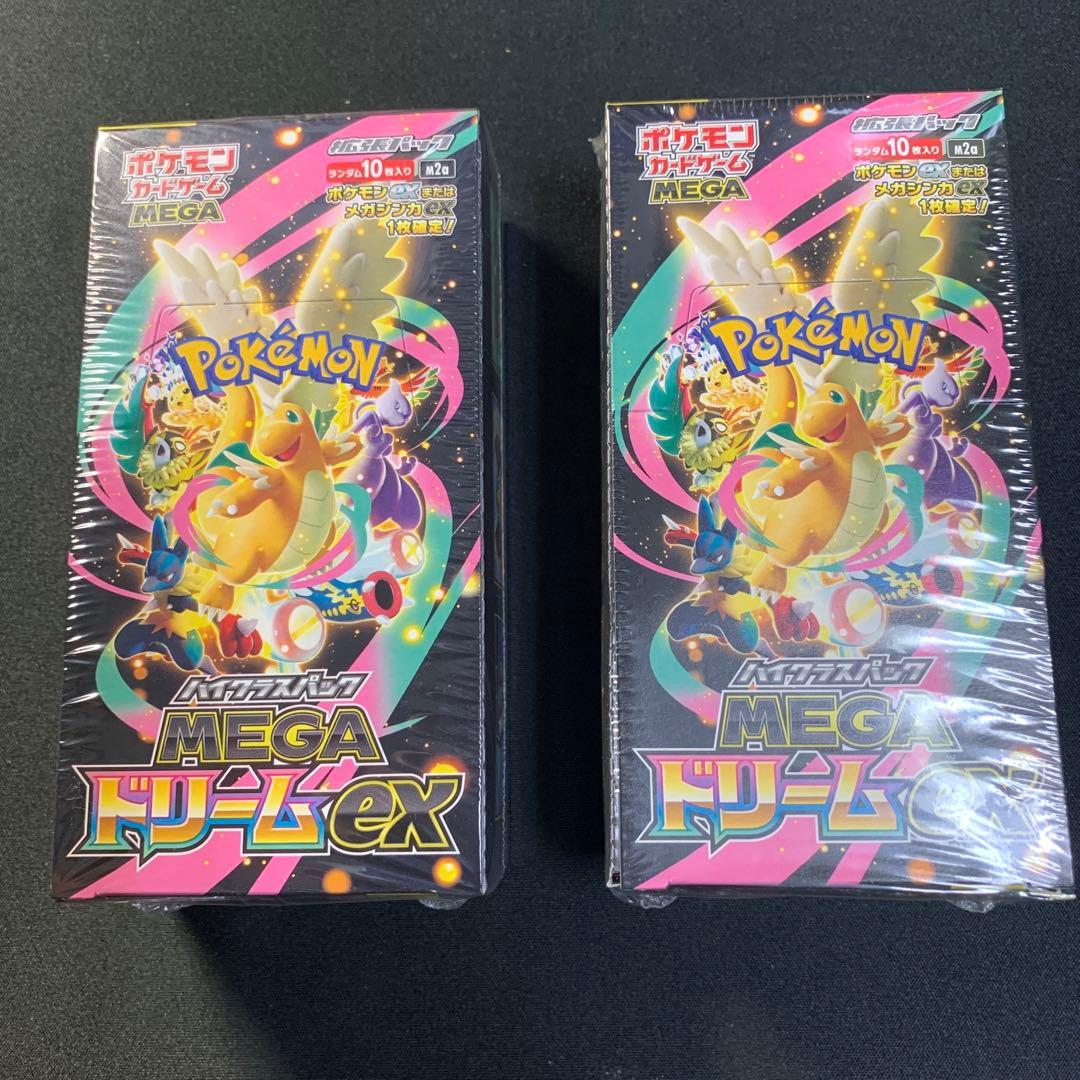 ポケモン
カードゲーム
MEGA
拡張パック
ランダム10枚入り
M2a
ポケモンexまたは
メガシンカex
1枚確定!
POKéMON
ハイクラスパック
MEGA
ドリームex
ポケモン
カードゲーム
MEGA
拡張パック
ランダム10枚入り
M2a
ポケモンexまたは
メガシンカex
1枚確定!
POKéMON
TM
ハイクラスパック
MEGA
ドリームex